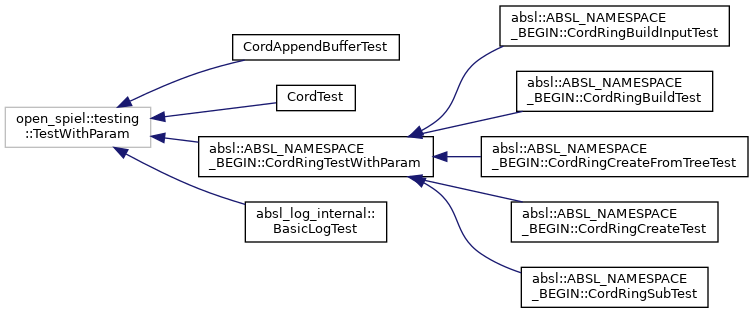 open_spiel::testing
::TestWithParam
CordAppendBufferTest
CordTest
absl::ABSL_NAMESPACE
_BEGIN::CordRingTestWithParam
absl_log_internal::
BasicLogTest
absl::ABSL_NAMESPACE
_BEGIN::CordRingBuildInputTest
absl::ABSL_NAMESPACE
_BEGIN::CordRingBuildTest
absl::ABSL_NAMESPACE
_BEGIN::CordRingCreateFromTreeTest
absl::ABSL_NAMESPACE
_BEGIN::CordRingCreateTest
absl::ABSL_NAMESPACE
_BEGIN::CordRingSubTest